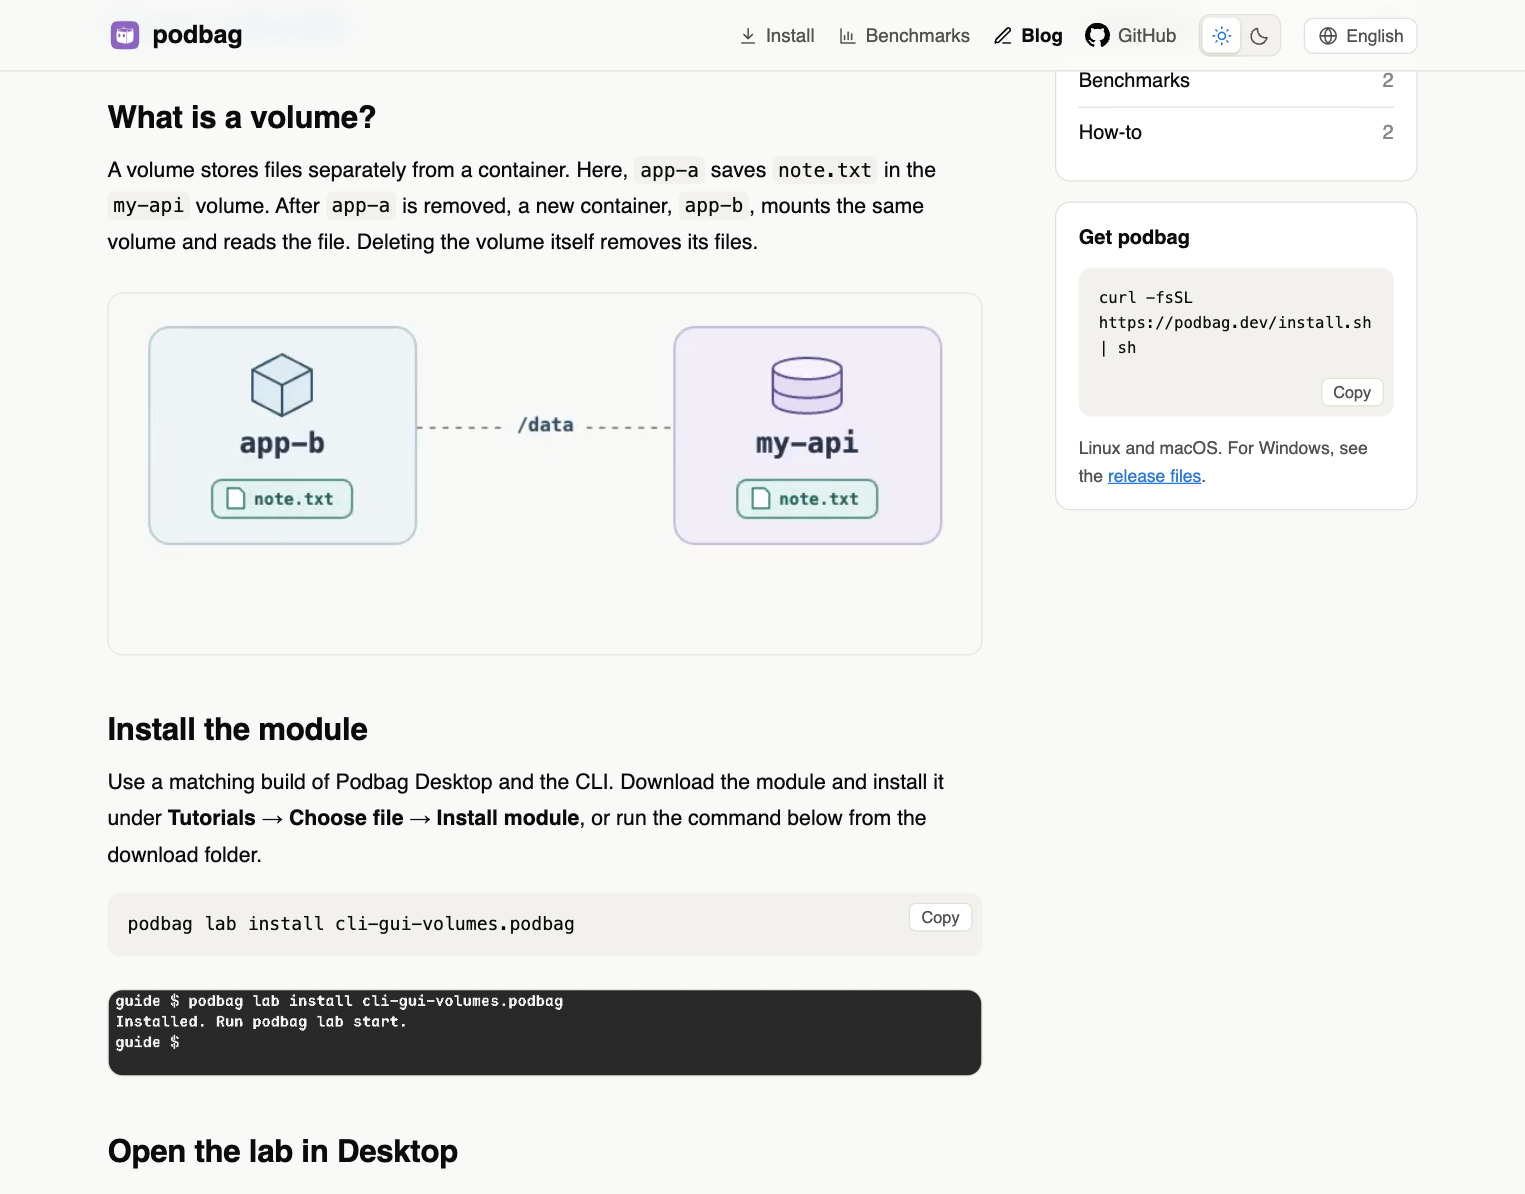 podbag
Install
Benchmarks
Blog
GitHub
English
What is a volume?
A volume stores files separately from a container. Here, app-a saves note.txt in the
my-api volume. After app-a is removed, a new container, app-b, mounts the same
volume and reads the file. Deleting the volume itself removes its files.
app-b
note.txt
/data
my-api
note.txt
Install the module
Use a matching build of Podbag Desktop and the CLI. Download the module and install it
under Tutorials → Choose file → Install module, or run the command below from the
download folder.
podbag lab install cli-gui-volumes.podbag
Copy
guide $ podbag lab install cli-gui-volumes.podbag
Installed. Run podbag lab start.
guide $
Open the lab in Desktop
Benchmarks 2
How-to 2
Get podbag
curl -fsSL
https://podbag.dev/install.sh
| sh
Copy
Linux and macOS. For Windows, see
the release files.